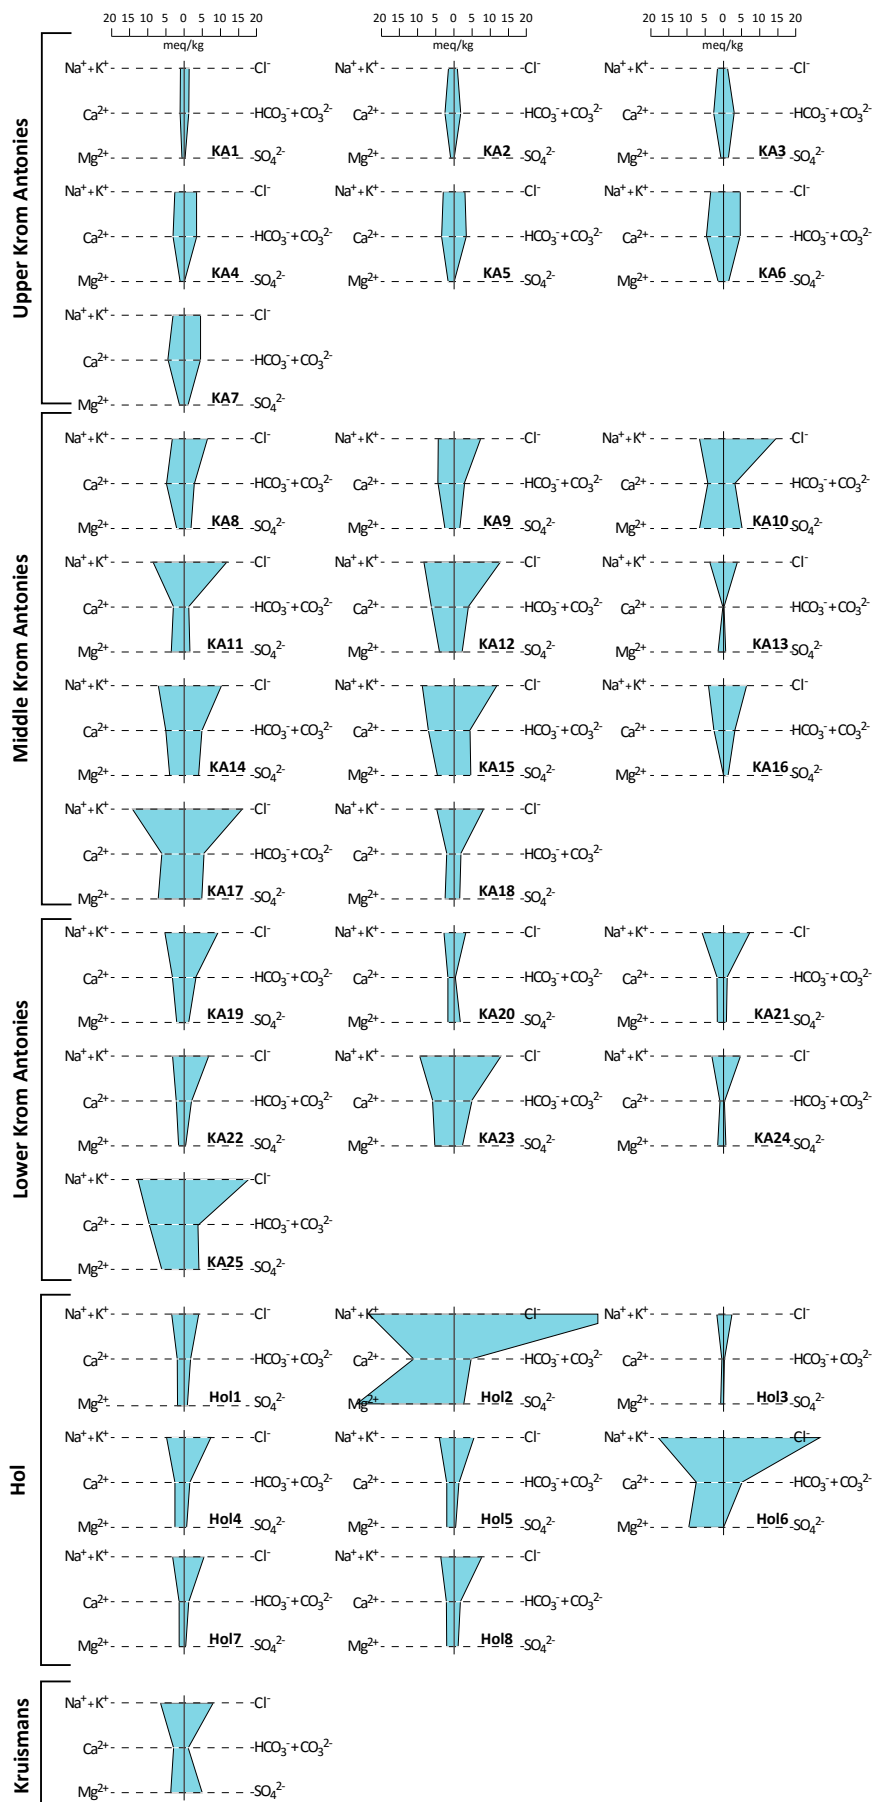 20 15 10 5 0 5 10 15 20 20 15 10 5 0 5 10 15 20 20 15 10 5 0 5 10 15 20
meq/kg meq/kg meq/kg
Upper Krom Antonies
Na⁺+K⁺ Cl⁻ Na⁺+K⁺ Cl⁻ Na⁺+K⁺ Cl⁻
Ca²⁺ HCO₃⁻+CO₃²⁻ Ca²⁺ HCO₃⁻+CO₃²⁻ Ca²⁺ HCO₃⁻+CO₃²⁻
Mg²⁺ KA1 SO₄²⁻ Mg²⁺ KA2 SO₄²⁻ Mg²⁺ KA3 SO₄²⁻
Na⁺+K⁺ Cl⁻ Na⁺+K⁺ Cl⁻ Na⁺+K⁺ Cl⁻
Ca²⁺ HCO₃⁻+CO₃²⁻ Ca²⁺ HCO₃⁻+CO₃²⁻ Ca²⁺ HCO₃⁻+CO₃²⁻
Mg²⁺ KA4 SO₄²⁻ Mg²⁺ KA5 SO₄²⁻ Mg²⁺ KA6 SO₄²⁻
Na⁺+K⁺ Cl⁻
Ca²⁺ HCO₃⁻+CO₃²⁻
Mg²⁺ KA7 SO₄²⁻
Middle Krom Antonies
Na⁺+K⁺ Cl⁻ Na⁺+K⁺ Cl⁻ Na⁺+K⁺ Cl⁻
Ca²⁺ HCO₃⁻+CO₃²⁻ Ca²⁺ HCO₃⁻+CO₃²⁻ Ca²⁺ HCO₃⁻+CO₃²⁻
Mg²⁺ KA8 SO₄²⁻ Mg²⁺ KA9 SO₄²⁻ Mg²⁺ KA10 SO₄²⁻
Na⁺+K⁺ Cl⁻ Na⁺+K⁺ Cl⁻ Na⁺+K⁺ Cl⁻
Ca²⁺ HCO₃⁻+CO₃²⁻ Ca²⁺ HCO₃⁻+CO₃²⁻ Ca²⁺ HCO₃⁻+CO₃²⁻
Mg²⁺ KA11 SO₄²⁻ Mg²⁺ KA12 SO₄²⁻ Mg²⁺ KA13 SO₄²⁻
Na⁺+K⁺ Cl⁻ Na⁺+K⁺ Cl⁻ Na⁺+K⁺ Cl⁻
Ca²⁺ HCO₃⁻+CO₃²⁻ Ca²⁺ HCO₃⁻+CO₃²⁻ Ca²⁺ HCO₃⁻+CO₃²⁻
Mg²⁺ KA14 SO₄²⁻ Mg²⁺ KA15 SO₄²⁻ Mg²⁺ KA16 SO₄²⁻
Na⁺+K⁺ Cl⁻ Na⁺+K⁺ Cl⁻
Ca²⁺ HCO₃⁻+CO₃²⁻ Ca²⁺ HCO₃⁻+CO₃²⁻
Mg²⁺ KA17 SO₄²⁻ Mg²⁺ KA18 SO₄²⁻
Lower Krom Antonies
Na⁺+K⁺ Cl⁻ Na⁺+K⁺ Cl⁻ Na⁺+K⁺ Cl⁻
Ca²⁺ HCO₃⁻+CO₃²⁻ Ca²⁺ HCO₃⁻+CO₃²⁻ Ca²⁺ HCO₃⁻+CO₃²⁻
Mg²⁺ KA19 SO₄²⁻ Mg²⁺ KA20 SO₄²⁻ Mg²⁺ KA21 SO₄²⁻
Na⁺+K⁺ Cl⁻ Na⁺+K⁺ Cl⁻ Na⁺+K⁺ Cl⁻
Ca²⁺ HCO₃⁻+CO₃²⁻ Ca²⁺ HCO₃⁻+CO₃²⁻ Ca²⁺ HCO₃⁻+CO₃²⁻
Mg²⁺ KA22 SO₄²⁻ Mg²⁺ KA23 SO₄²⁻ Mg²⁺ KA24 SO₄²⁻
Na⁺+K⁺ Cl⁻
Ca²⁺ HCO₃⁻+CO₃²⁻
Mg²⁺ KA25 SO₄²⁻
Hol
Na⁺+K⁺ Cl⁻ Na⁺+K⁺ Cl⁻ Na⁺+K⁺ Cl⁻
Ca²⁺ HCO₃⁻+CO₃²⁻ Ca²⁺ HCO₃⁻+CO₃²⁻ Ca²⁺ HCO₃⁻+CO₃²⁻
Mg²⁺ Hol1 SO₄²⁻ Mg²⁺ Hol2 SO₄²⁻ Mg²⁺ Hol3 SO₄²⁻
Na⁺+K⁺ Cl⁻ Na⁺+K⁺ Cl⁻ Na⁺+K⁺ Cl⁻
Ca²⁺ HCO₃⁻+CO₃²⁻ Ca²⁺ HCO₃⁻+CO₃²⁻ Ca²⁺ HCO₃⁻+CO₃²⁻
Mg²⁺ Hol4 SO₄²⁻ Mg²⁺ Hol5 SO₄²⁻ Mg²⁺ Hol6 SO₄²⁻
Na⁺+K⁺ Cl⁻ Na⁺+K⁺ Cl⁻
Ca²⁺ HCO₃⁻+CO₃²⁻ Ca²⁺ HCO₃⁻+CO₃²⁻
Mg²⁺ Hol7 SO₄²⁻ Mg²⁺ Hol8 SO₄²⁻
Kruismans
Na⁺+K⁺ Cl⁻
Ca²⁺ HCO₃⁻+CO₃²⁻
Mg²⁺ SO₄²⁻